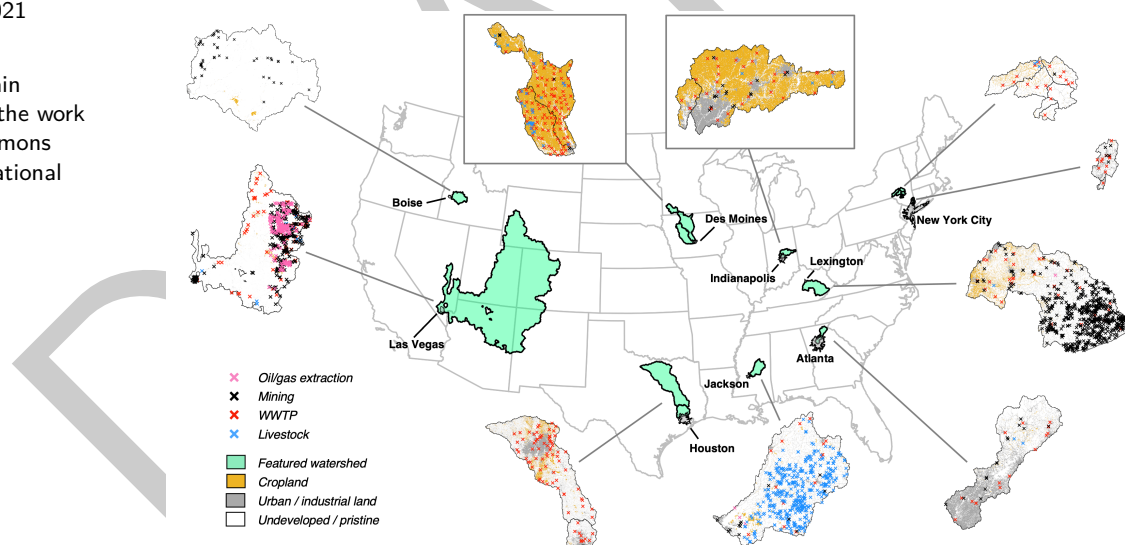 021
ain
the work
mmons
ational
Boise
Des Moines
New York City
Indianapolis
Lexington
Las Vegas
Atlanta
Jackson
Houston
Oil/gas extraction
Mining
WWTP
Livestock
Featured watershed
Cropland
Urban / industrial land
Undeveloped / pristine